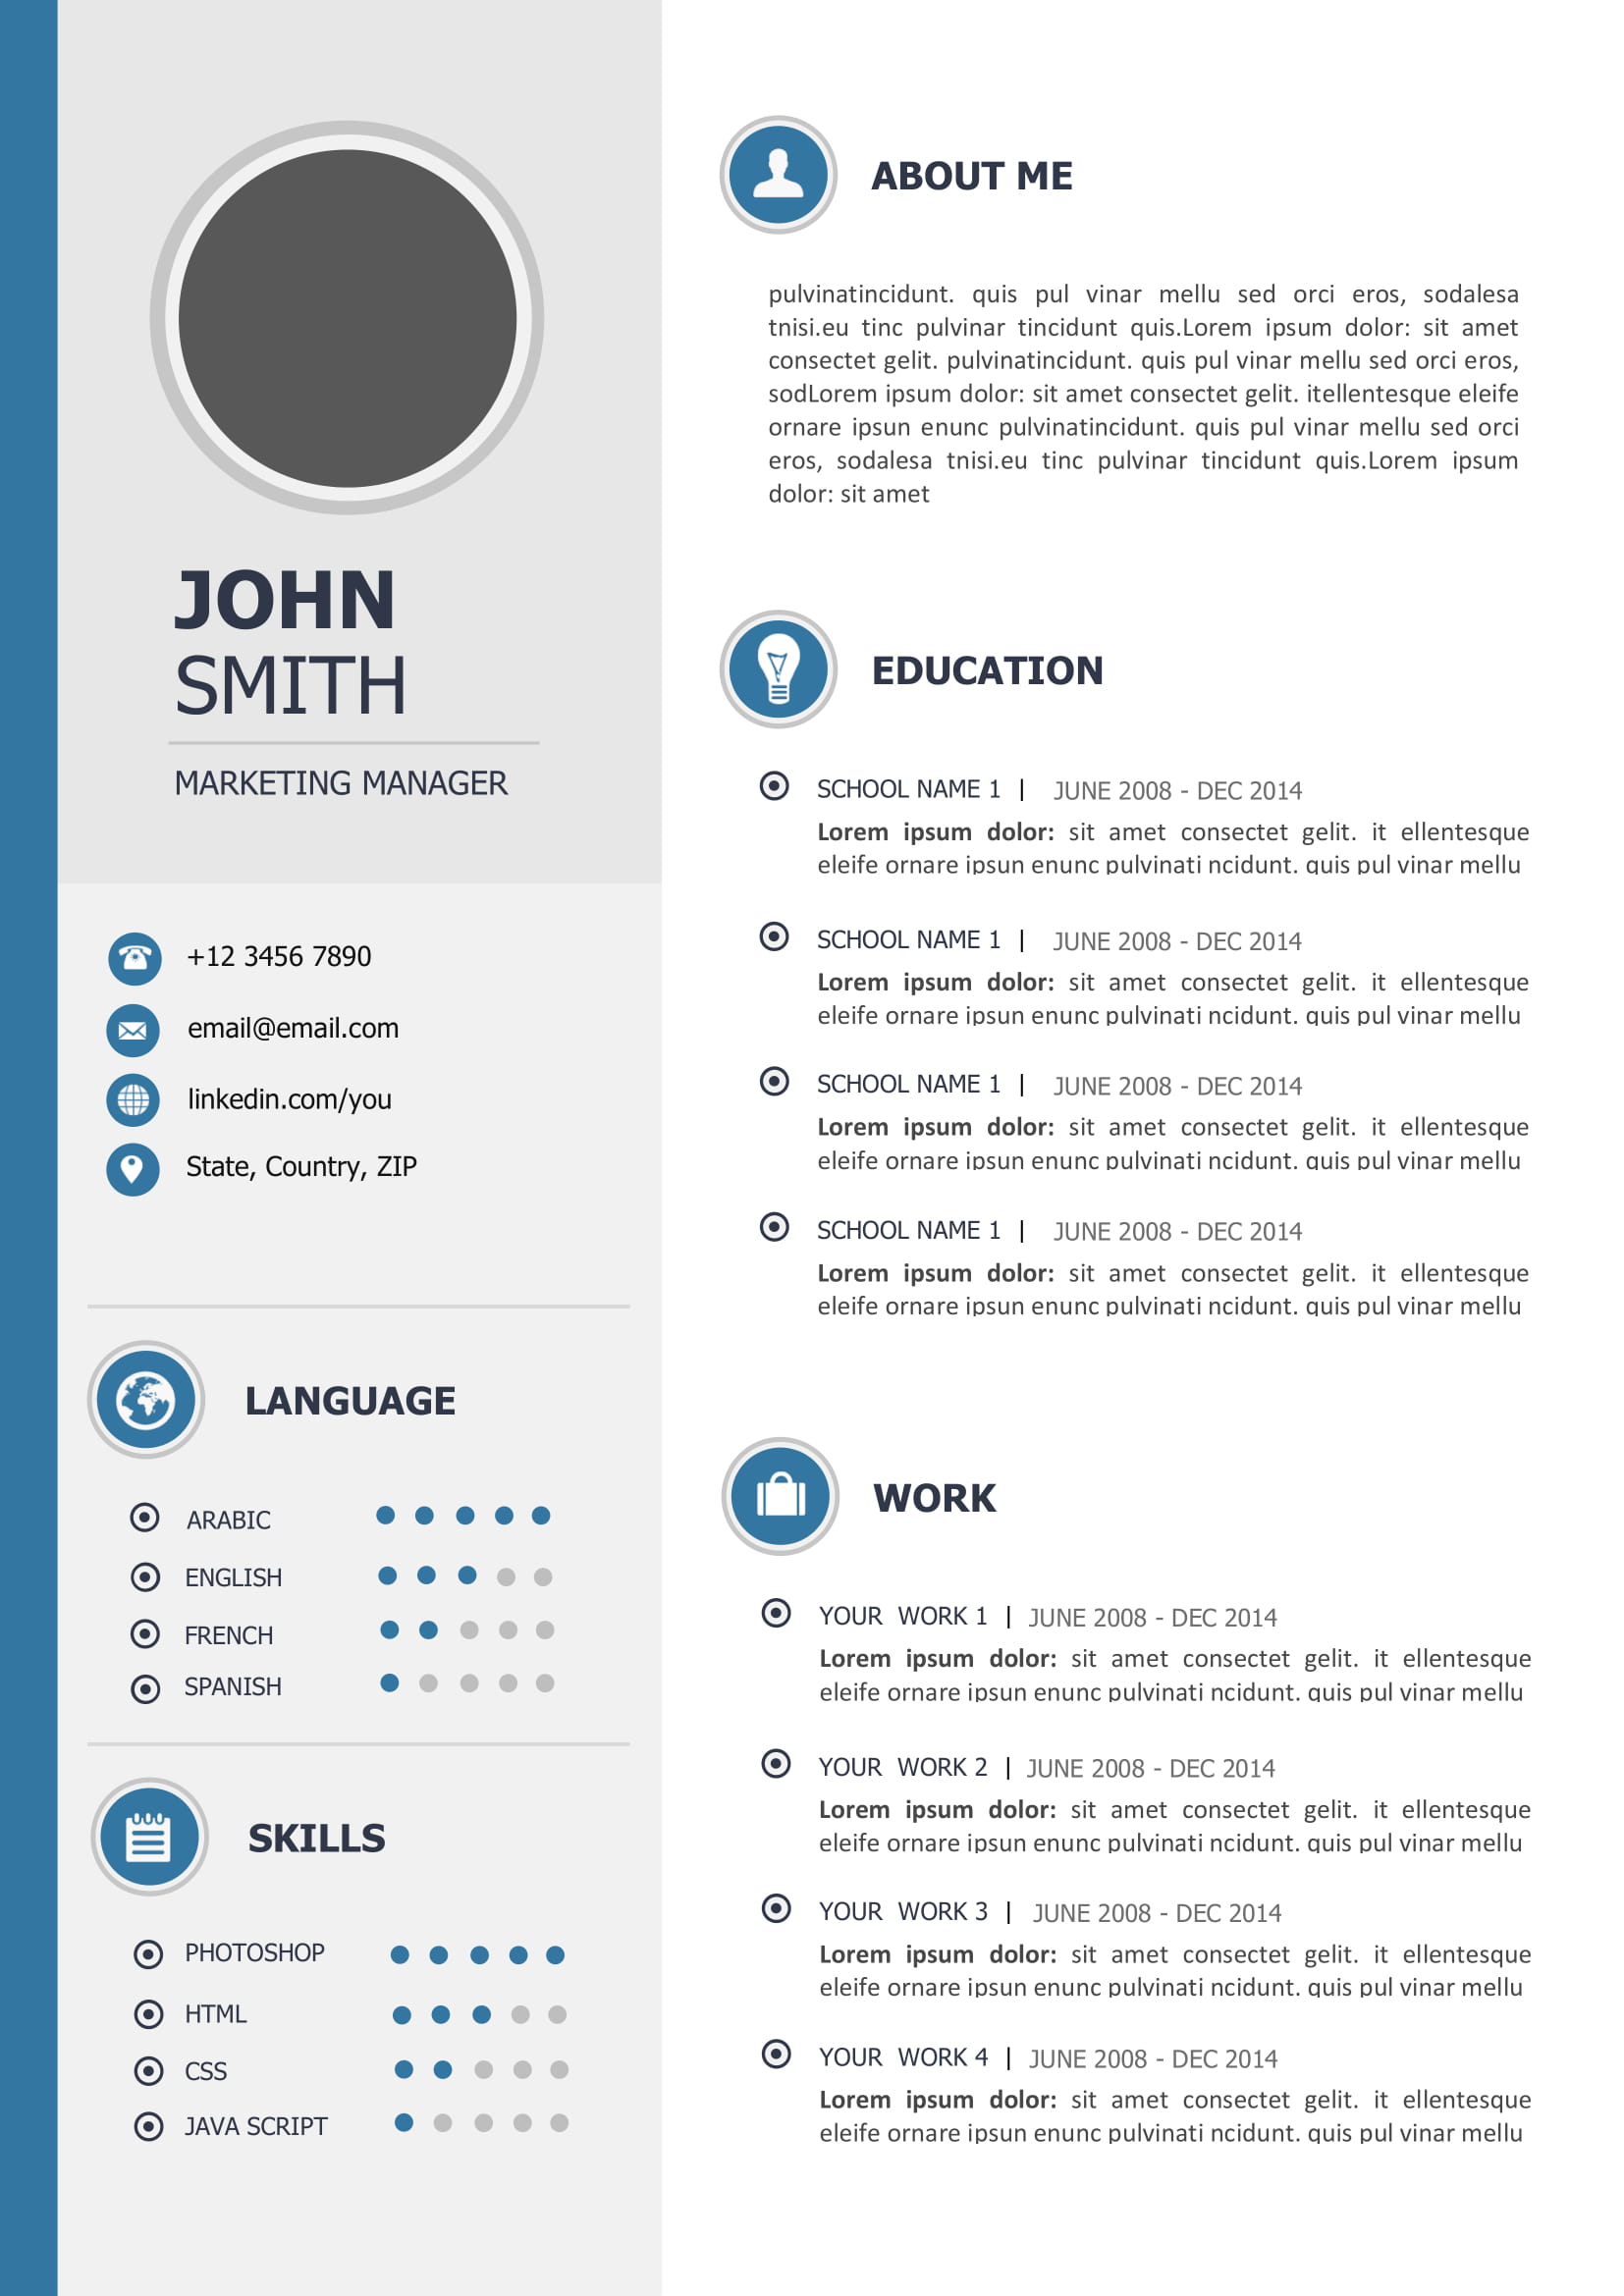 JOHN
SMITH
MARKETING MANAGER
+12 3456 7890
email@email.com
linkedin.com/you
State, Country, ZIP
LANGUAGE
ARABIC
ENGLISH
FRENCH
SPANISH
SKILLS
PHOTOSHOP
HTML
CSS
JAVA SCRIPT
ABOUT ME
pulvinatincidunt. quis pul vinar mellu sed orci eros, sodalesa
tnisi.eu tinc pulvinar tincidunt quis.Lorem ipsum dolor: sit amet
consectet gelit. pulvinatincidunt. quis pul vinar mellu sed orci eros,
sodLorem ipsum dolor: sit amet consectet gelit. itellentesque eleife
ornare ipsun enunc pulvinatincidunt. quis pul vinar mellu sed orci
eros, sodalesa tnisi.eu tinc pulvinar tincidunt quis.Lorem ipsum
dolor: sit amet
EDUCATION
SCHOOL NAME 1 | JUNE 2008 - DEC 2014
Lorem ipsum dolor: sit amet consectet gelit. it ellentesque
eleife ornare ipsun enunc pulvinati ncidunt. quis pul vinar mellu
SCHOOL NAME 1 | JUNE 2008 - DEC 2014
Lorem ipsum dolor: sit amet consectet gelit. it ellentesque
eleife ornare ipsun enunc pulvinati ncidunt. quis pul vinar mellu
SCHOOL NAME 1 | JUNE 2008 - DEC 2014
Lorem ipsum dolor: sit amet consectet gelit. it ellentesque
eleife ornare ipsun enunc pulvinati ncidunt. quis pul vinar mellu
SCHOOL NAME 1 | JUNE 2008 - DEC 2014
Lorem ipsum dolor: sit amet consectet gelit. it ellentesque
eleife ornare ipsun enunc pulvinati ncidunt. quis pul vinar mellu
WORK
YOUR WORK 1 | JUNE 2008 - DEC 2014
Lorem ipsum dolor: sit amet consectet gelit. it ellentesque
eleife ornare ipsun enunc pulvinati ncidunt. quis pul vinar mellu
YOUR WORK 2 | JUNE 2008 - DEC 2014
Lorem ipsum dolor: sit amet consectet gelit. it ellentesque
eleife ornare ipsun enunc pulvinati ncidunt. quis pul vinar mellu
YOUR WORK 3 | JUNE 2008 - DEC 2014
Lorem ipsum dolor: sit amet consectet gelit. it ellentesque
eleife ornare ipsun enunc pulvinati ncidunt. quis pul vinar mellu
YOUR WORK 4 | JUNE 2008 - DEC 2014
Lorem ipsum dolor: sit amet consectet gelit. it ellentesque
eleife ornare ipsun enunc pulvinati ncidunt. quis pul vinar mellu